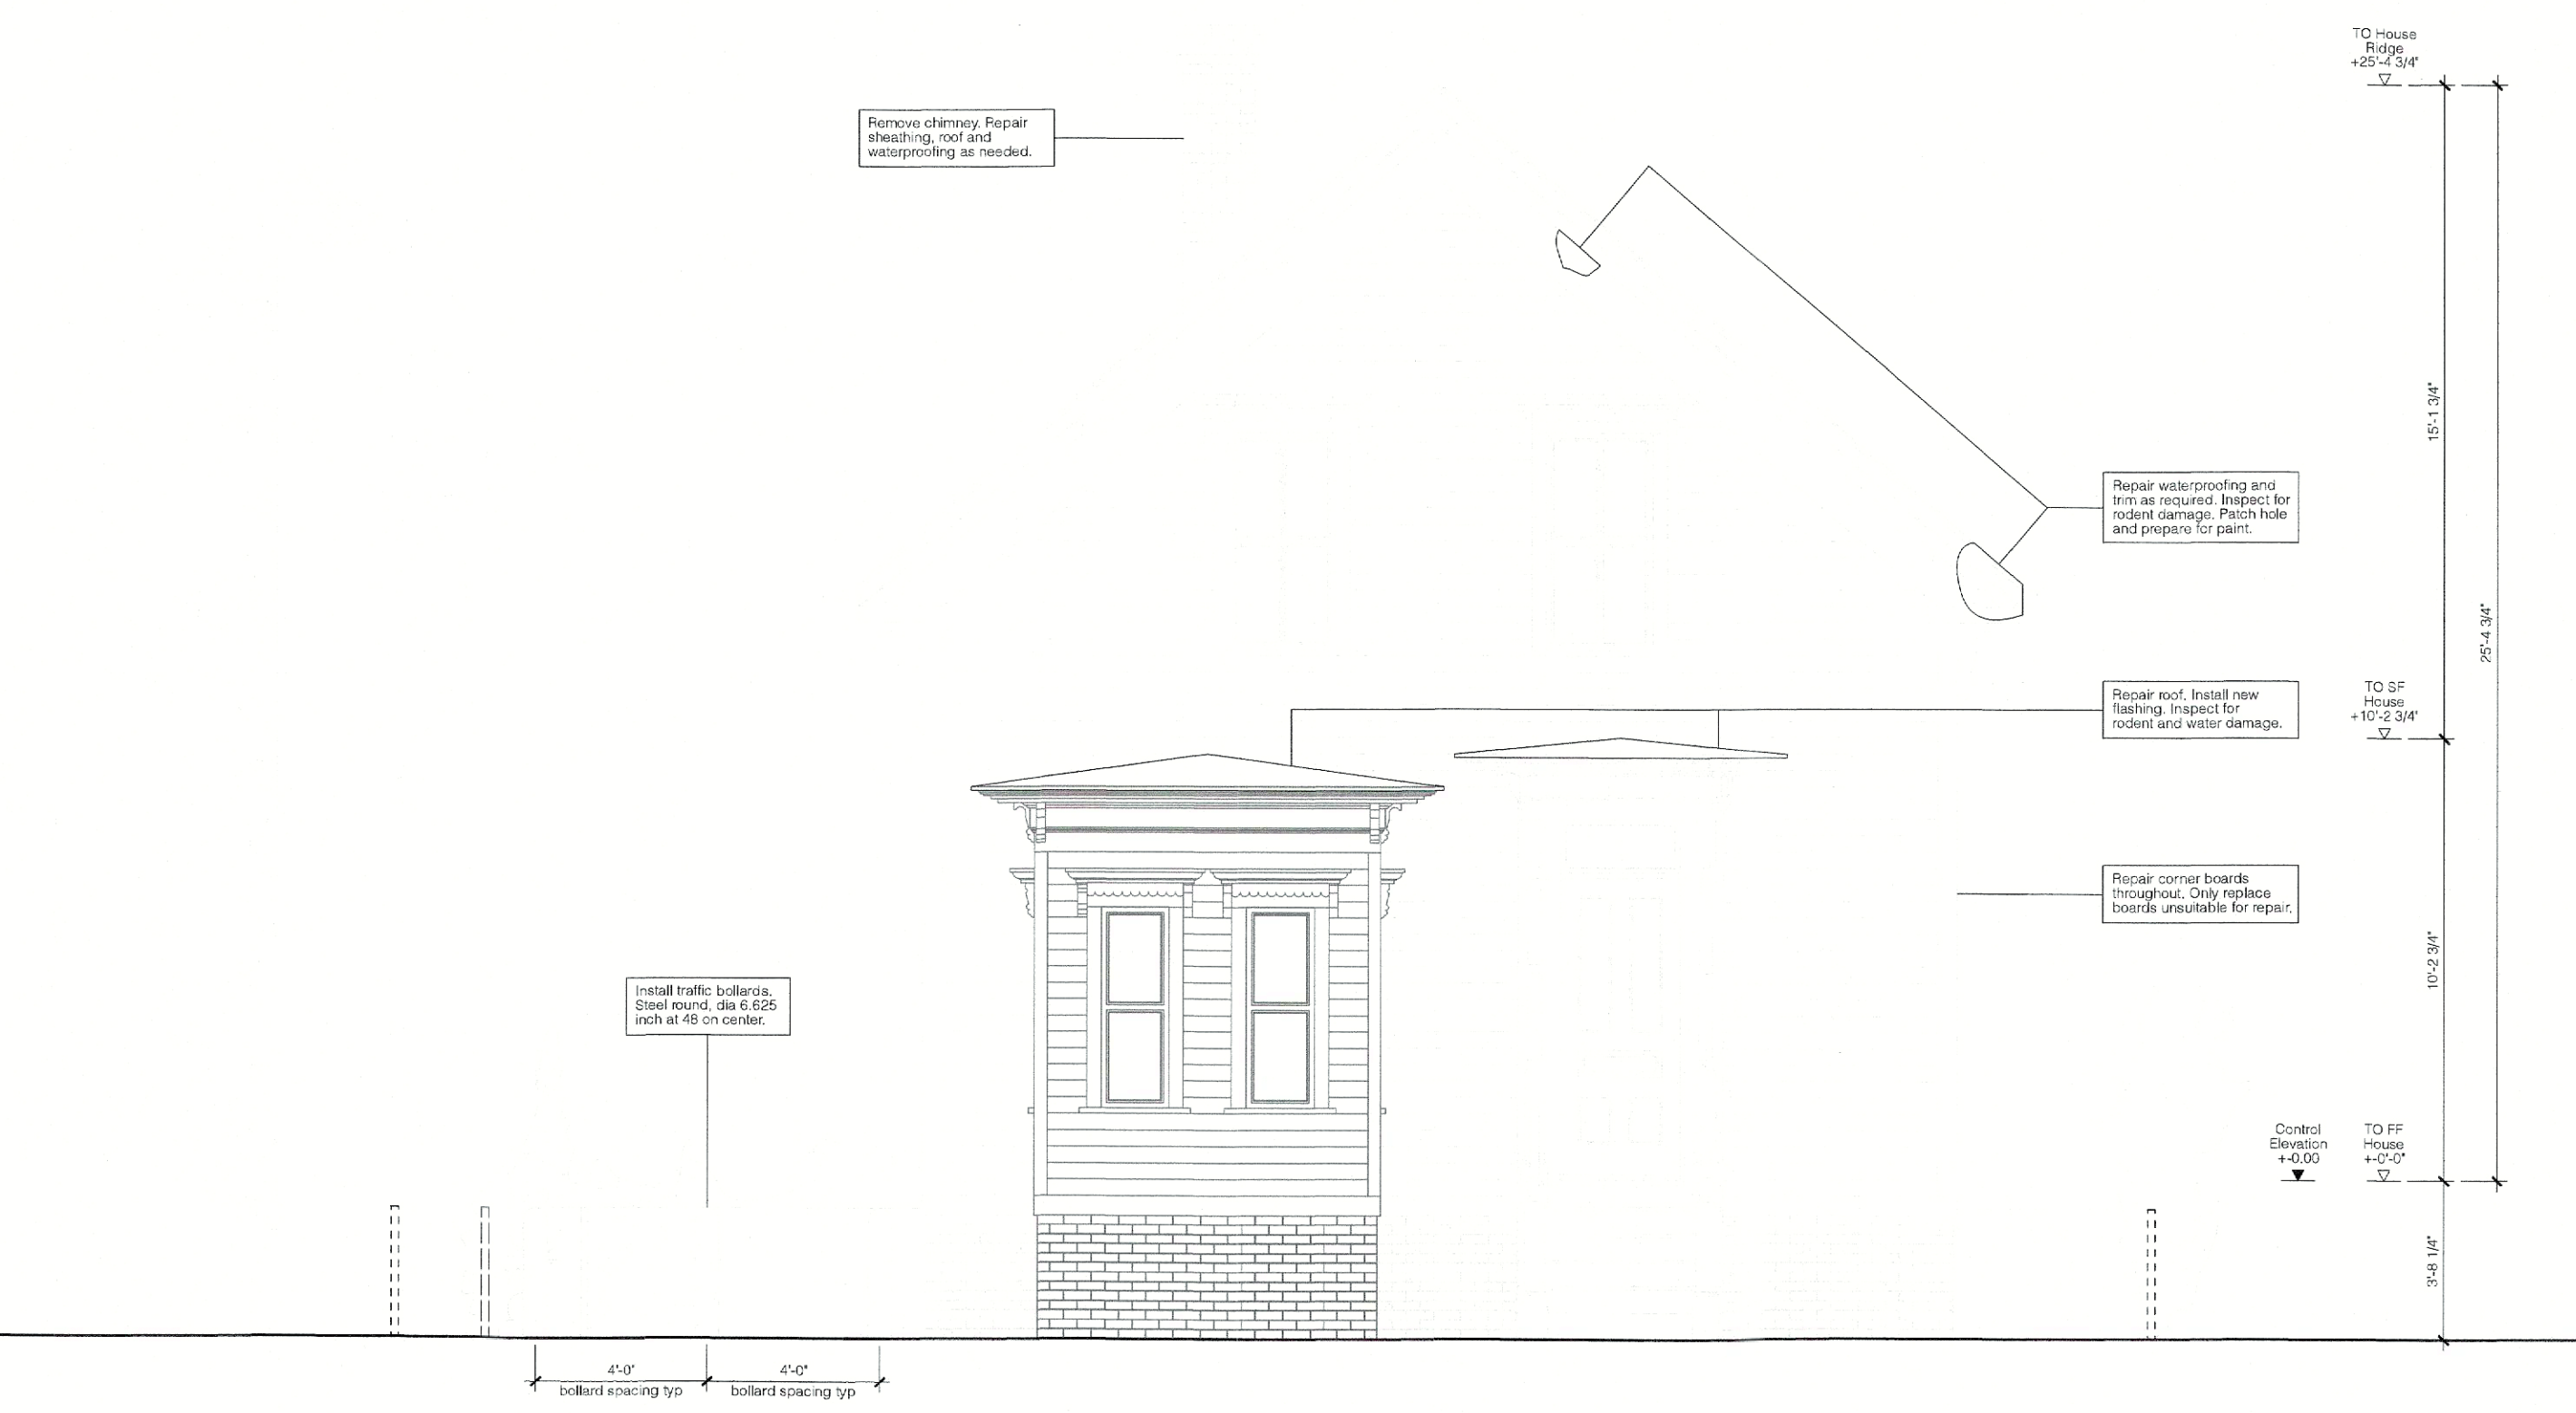 TO House
Ridge
+25'-4 3/4"
Remove chimney. Repair
sheathing, roof and
waterproofing as needed.
15'-1 3/4"
Repair waterproofing and
trim as required. Inspect for
rodent damage. Patch hole
and prepare for paint.
25'-4 3/4"
Repair roof. Install new
flashing. Inspect for
rodent and water damage.
TO SF
House
+10'-2 3/4"
Repair corner boards
throughout. Only replace
boards unsuitable for repair.
10'-2 3/4"
Install traffic bollards.
Steel round, dia 6.625
inch at 48 on center.
Control
Elevation
+-0.00
TO FF
House
+-0'-0"
3'-8 1/4"
4'-0"
bollard spacing typ
4'-0"
bollard spacing typ